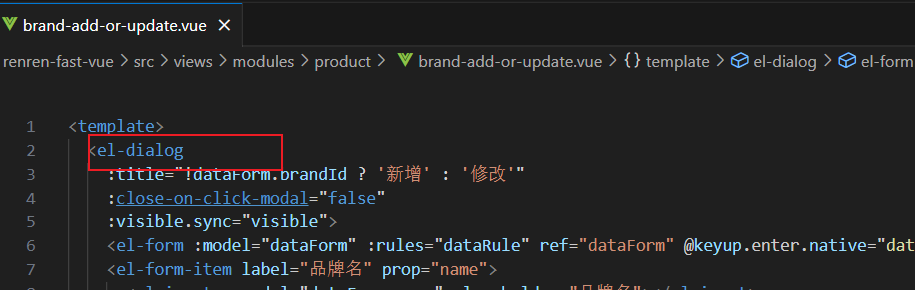 brand-add-or-update.vue
renren-fast-vue > src > views > modules > product > brand-add-or-update.vue > {} template > el-dialog > el-form
1 <template>
2 <el-dialog
3 :title="!dataForm.brandId ? '新增' : '修改'"
4 :close-on-click-modal="false"
5 :visible.sync="visible">
6 <el-form :model="dataForm" :rules="dataRule" ref="dataForm" @keyup.enter.native="dat
7 <el-form-item label="品牌名" prop="name">